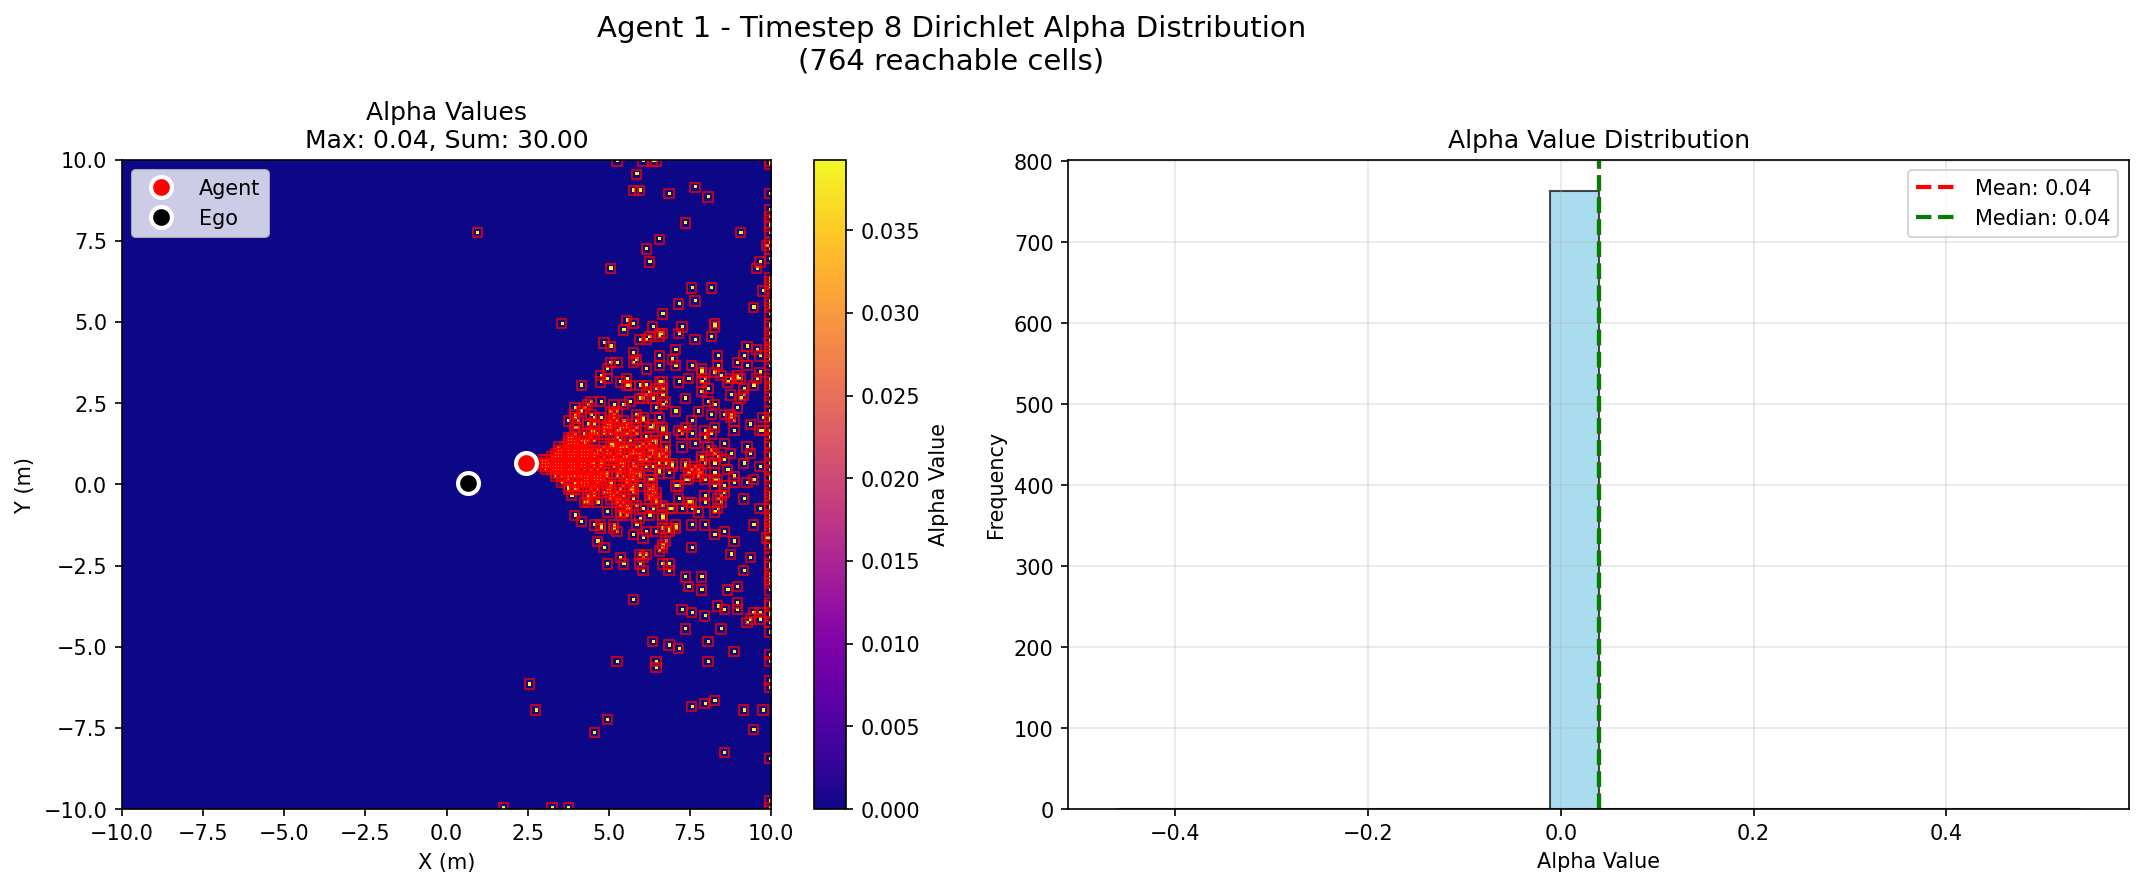 Agent 1 - Timestep 8 Dirichlet Alpha Distribution
(764 reachable cells)
Alpha Values
Max: 0.04, Sum: 30.00
Agent
Ego
10.0
7.5
5.0
2.5
0.0
−2.5
−5.0
−7.5
−10.0
Y (m)
−10.0 −7.5 −5.0 −2.5 0.0 2.5 5.0 7.5 10.0
X (m)
0.035
0.030
0.025
0.020
0.015
0.010
0.005
0.000
Alpha Value
Alpha Value Distribution
Mean: 0.04
Median: 0.04
800
700
600
500
400
300
200
100
0
Frequency
−0.4 −0.2 0.0 0.2 0.4
Alpha Value